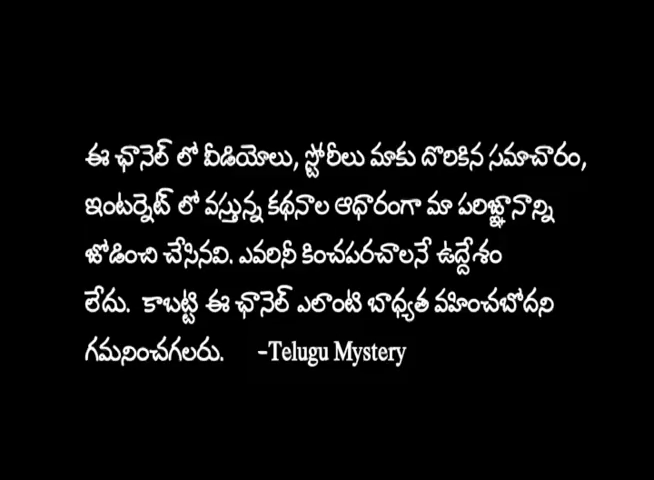 ఈ ఛానెల్ లో వీడియోలు, స్టోరీలు మాకు దొరికిన సమాచారం,
ఇంటర్నెట్ లో వస్తున్న కథనాల ఆధారంగా మా పరిజ్ఞానాన్ని
జోడించి చేసినవి. ఎవరినీ కించపరచాలనే ఉద్దేశం
లేదు. కాబట్టి ఈ ఛానెల్ ఎలాంటి బాధ్యత వహించబోదని
గమనించగలరు. -Telugu Mystery